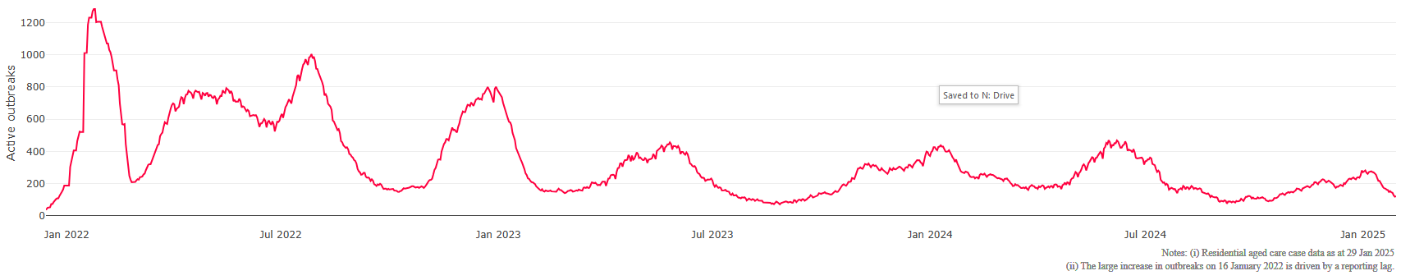 1200
1000
800
600
400
200
0
Active outbreaks
Saved to N: Drive
Jan 2022 Jul 2022 Jan 2023 Jul 2023 Jan 2024 Jul 2024 Jan 2025
Notes: (i) Residential aged care case data as at 29 Jan 2025
(ii) The large increase in outbreaks on 16 January 2022 is driven by a reporting lag.